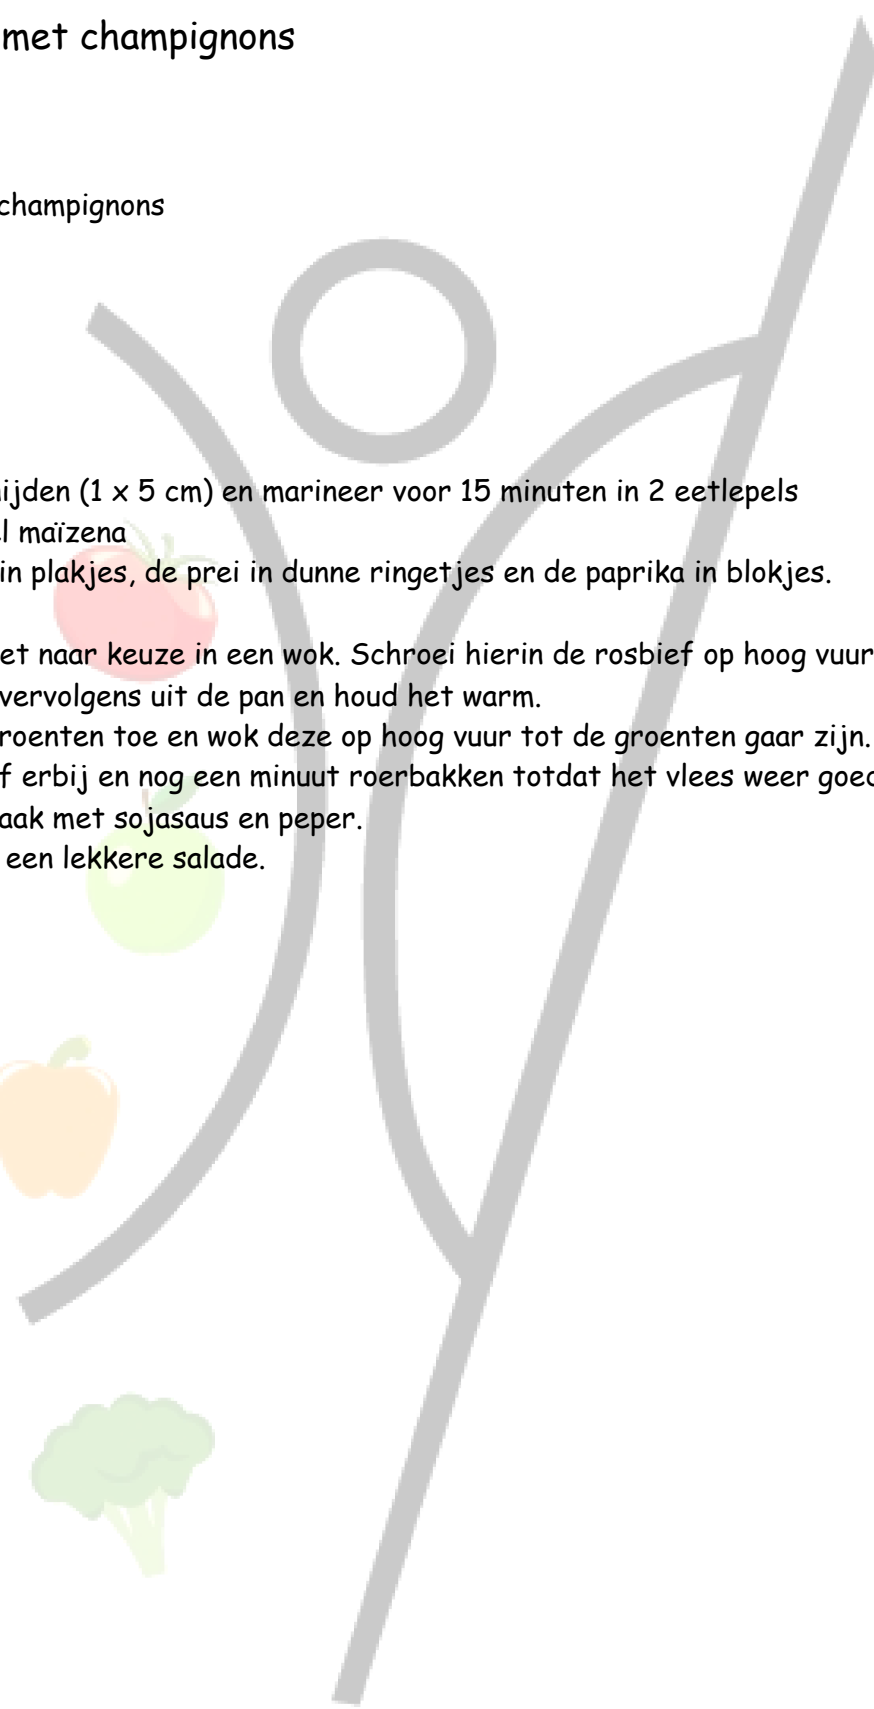 met champignons
champignons
ijden (1 x 5 cm) en marineer voor 15 minuten in 2 eetlepels
l maïzena
in plakjes, de prei in dunne ringetjes en de paprika in blokjes.
et naar keuze in een wok. Schroei hierin de rosbief op hoog vuur
vervolgens uit de pan en houd het warm.
roenten toe en wok deze op hoog vuur tot de groenten gaar zijn.
f erbij en nog een minuut roerbakken totdat het vlees weer goed
aak met sojasaus en peper.
een lekkere salade.